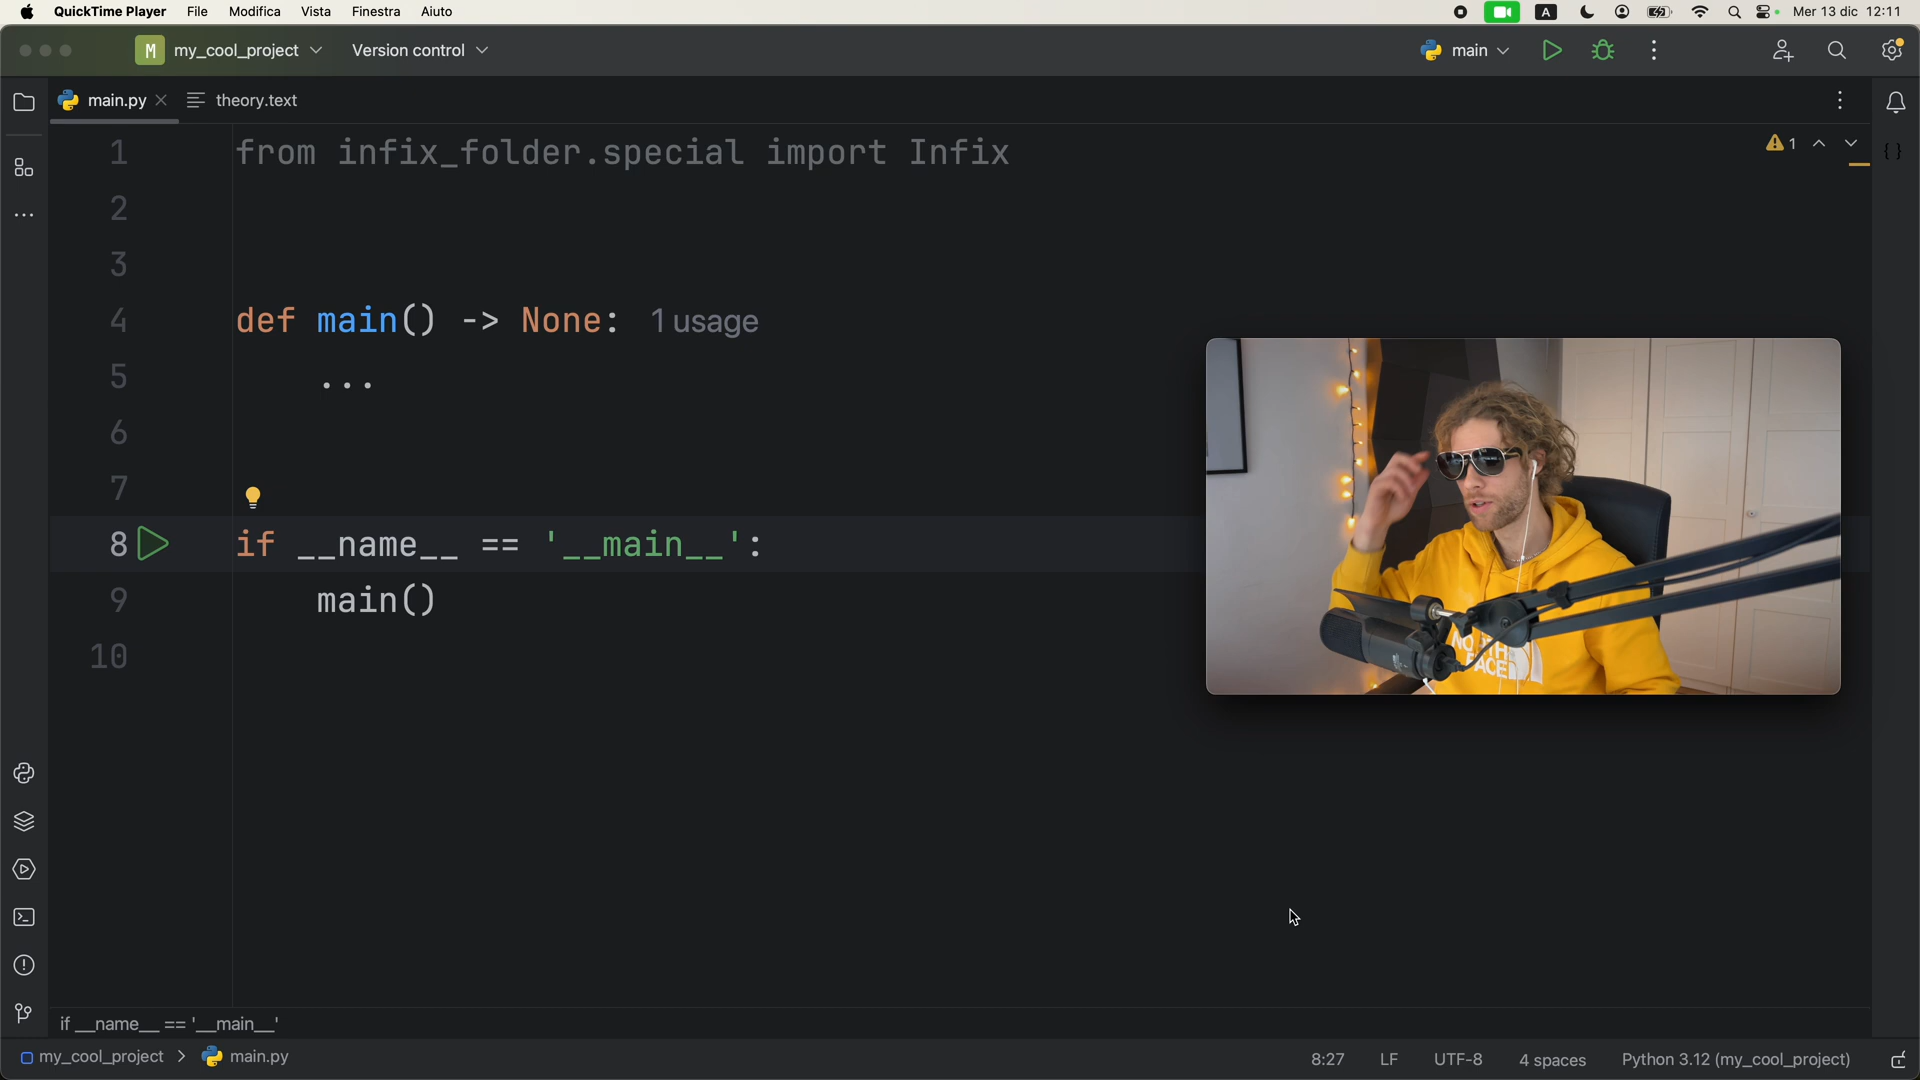 QuickTime Player File Modifica Vista Finestra Aiuto A Mer 13 dic 12:11
M my_cool_project Version control main
main.py theory.text
1 from infix_folder.special import Infix 1
2
3
4 def main() -> None: 1 usage
5 ...
6
7
8 if __name__ == '__main__':
9 main()
10
NORTH
FACE
if __name__ == '__main__'
my_cool_project > main.py 8:27 LF UTF-8 4 spaces Python 3.12 (my_cool_project)